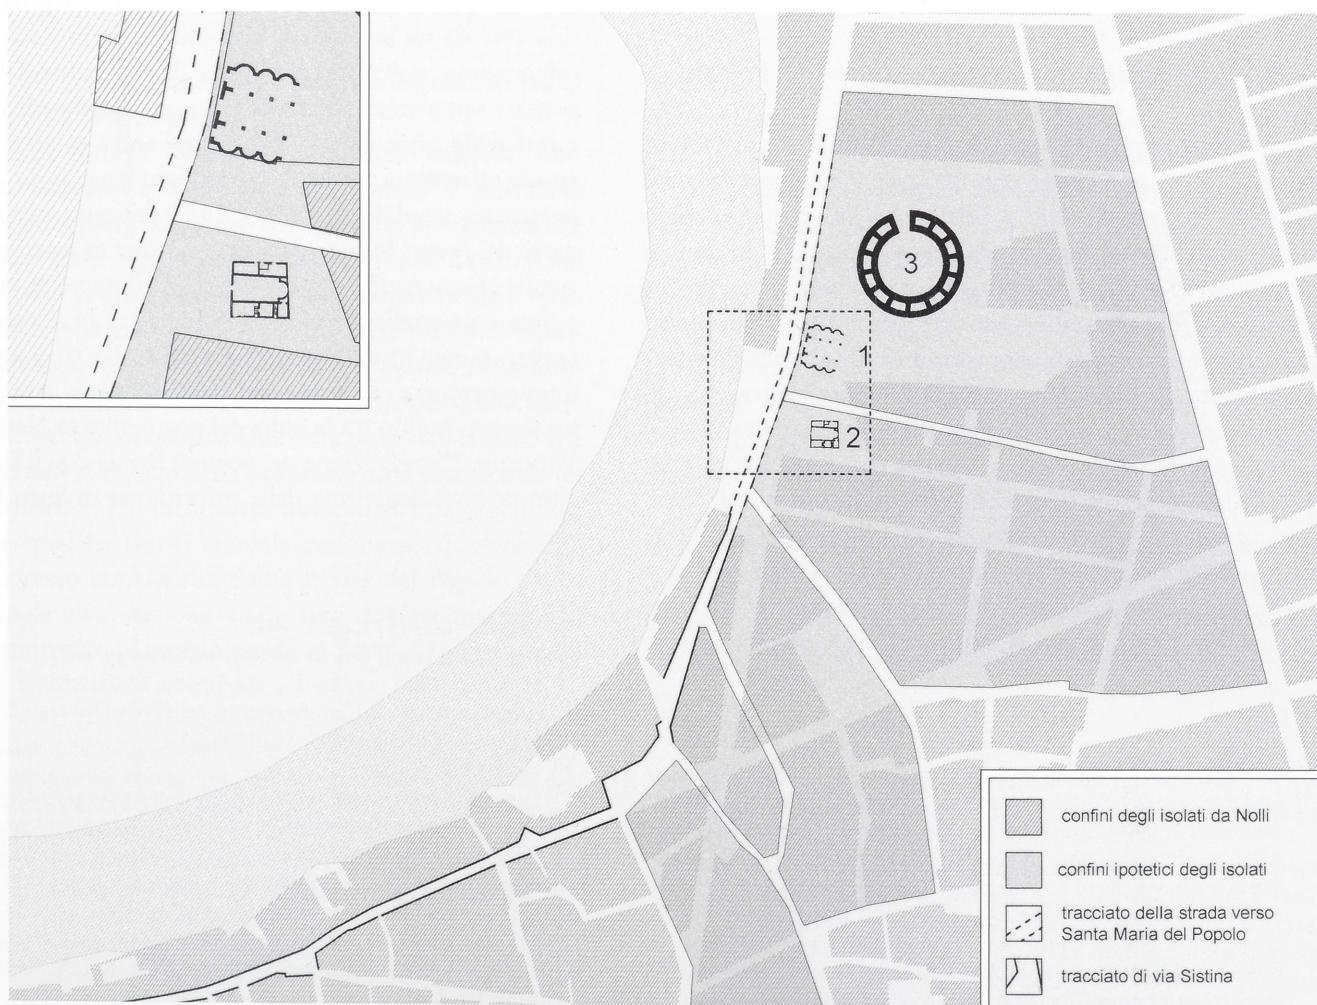 3
1
2
confini degli isolati da Nolli
confini ipotetici degli isolati
tracciato della strada verso
Santa Maria del Popolo
tracciato di via Sistina